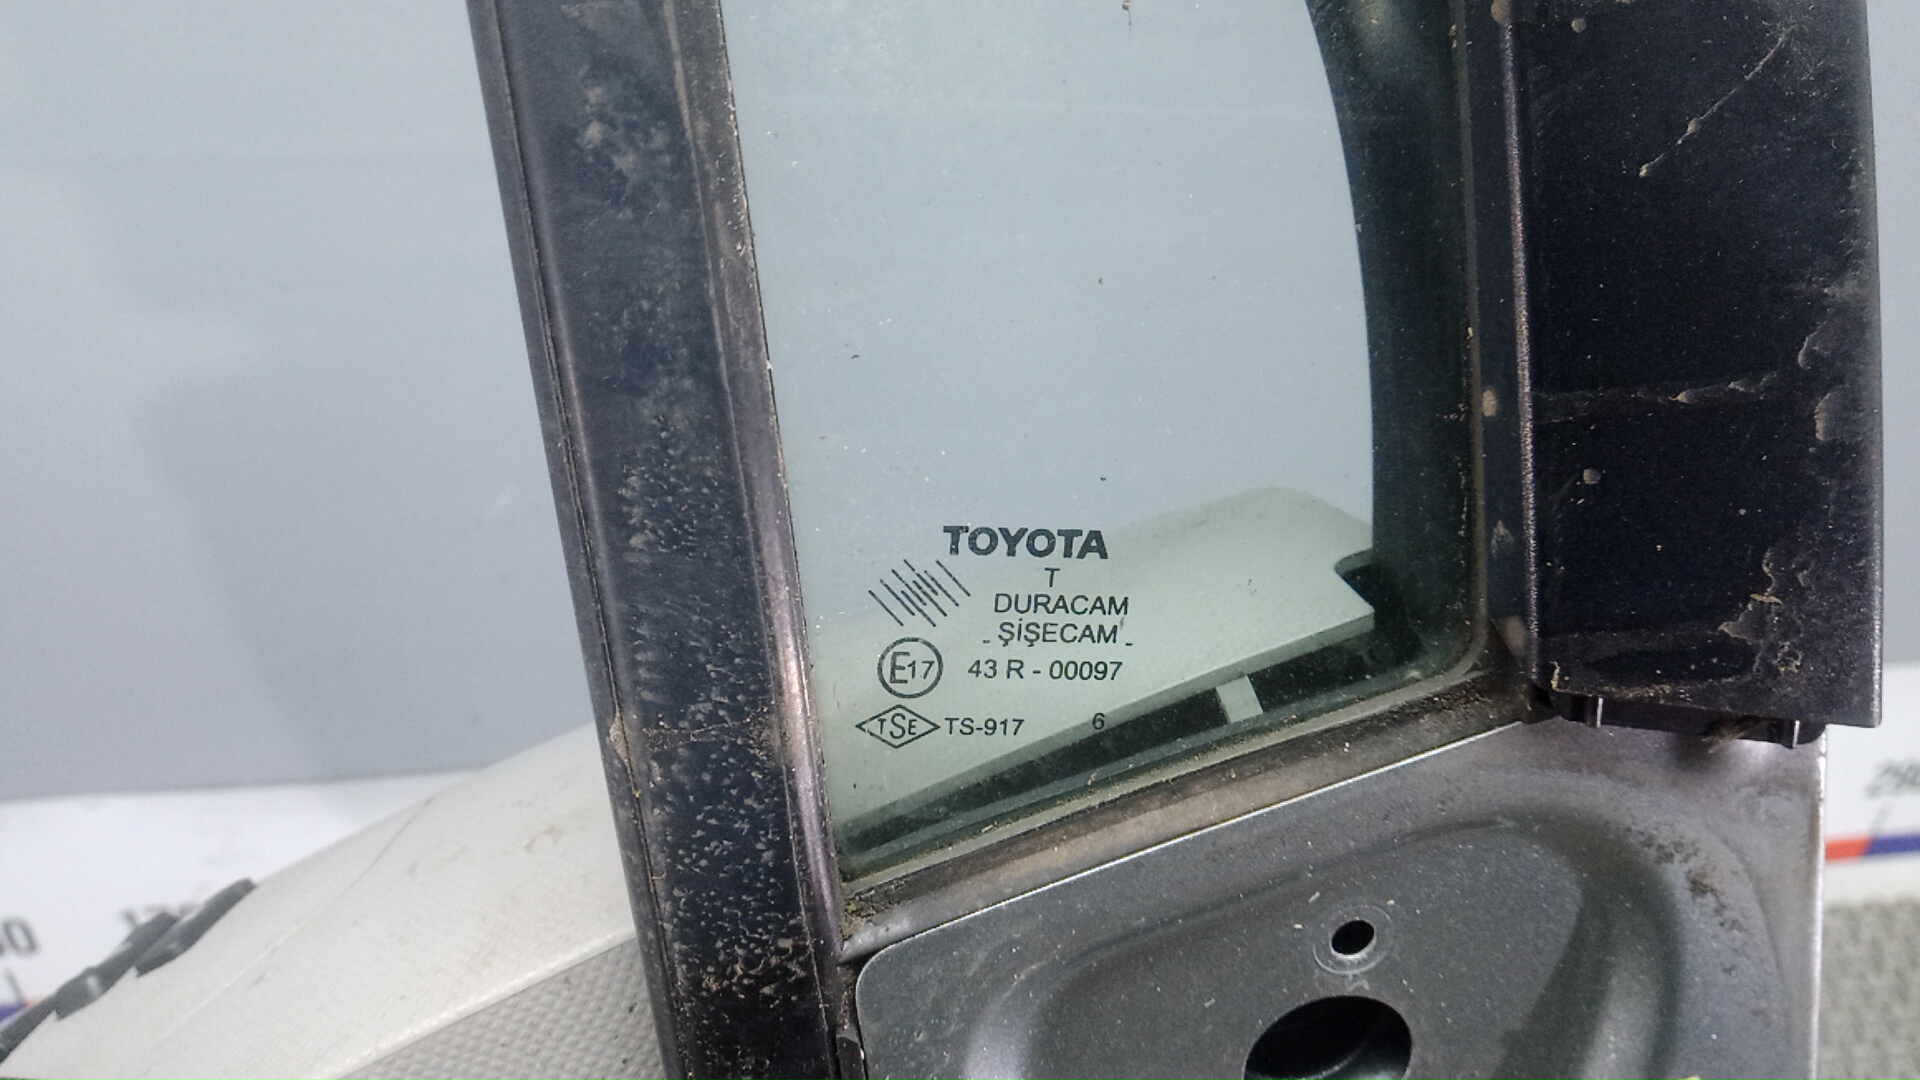 TOYOTA
T
DURACAM
ŞİŞECAM
E17 43 R - 00097
TSE TS-917 6